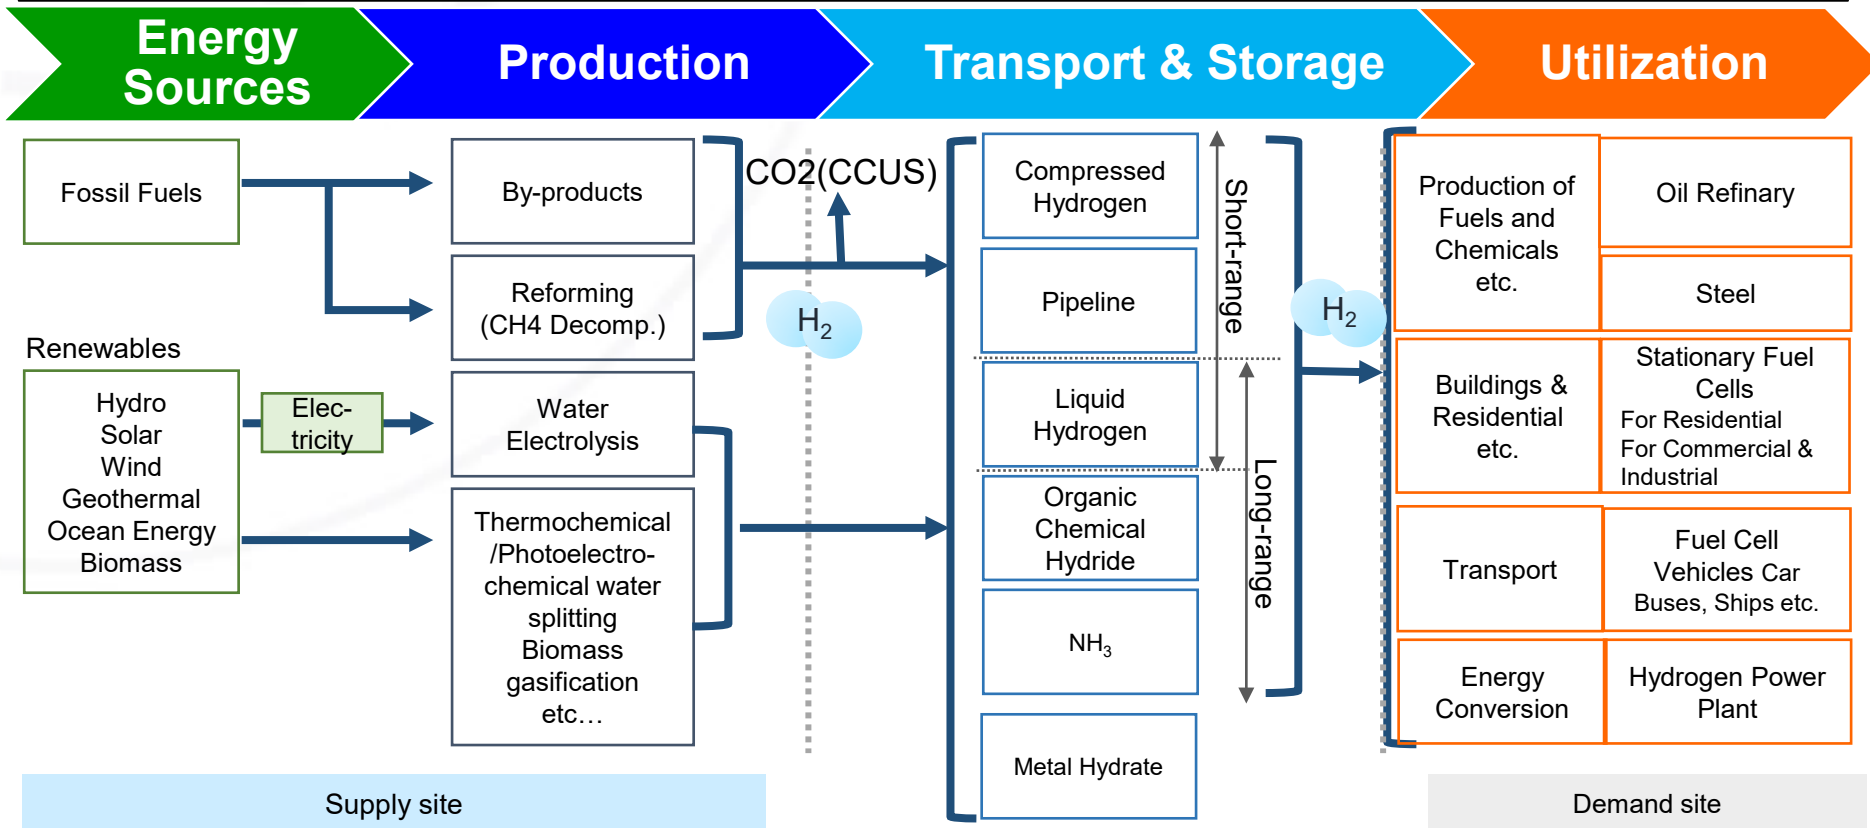 Energy
Sources
Production
Transport & Storage
Utilization
Fossil Fuels
Renewables
Hydro
Solar
Wind
Geothermal
Ocean Energy
Biomass
Elec-
tricity
By-products
Reforming
(CH4 Decomp.)
Water
Electrolysis
Thermochemical
/Photoelectro-
chemical water
splitting
Biomass
gasification
etc…
CO2(CCUS)
H₂
Compressed
Hydrogen
Pipeline
Liquid
Hydrogen
Organic
Chemical
Hydride
NH₃
Metal Hydrate
Short-range
Long-range
H₂
Production of
Fuels and
Chemicals
etc.
Oil Refinary
Steel
Buildings &
Residential
etc.
Stationary Fuel
Cells
For Residential
For Commercial &
Industrial
Transport
Fuel Cell
Vehicles Car
Buses, Ships etc.
Energy
Conversion
Hydrogen Power
Plant
Supply site
Demand site